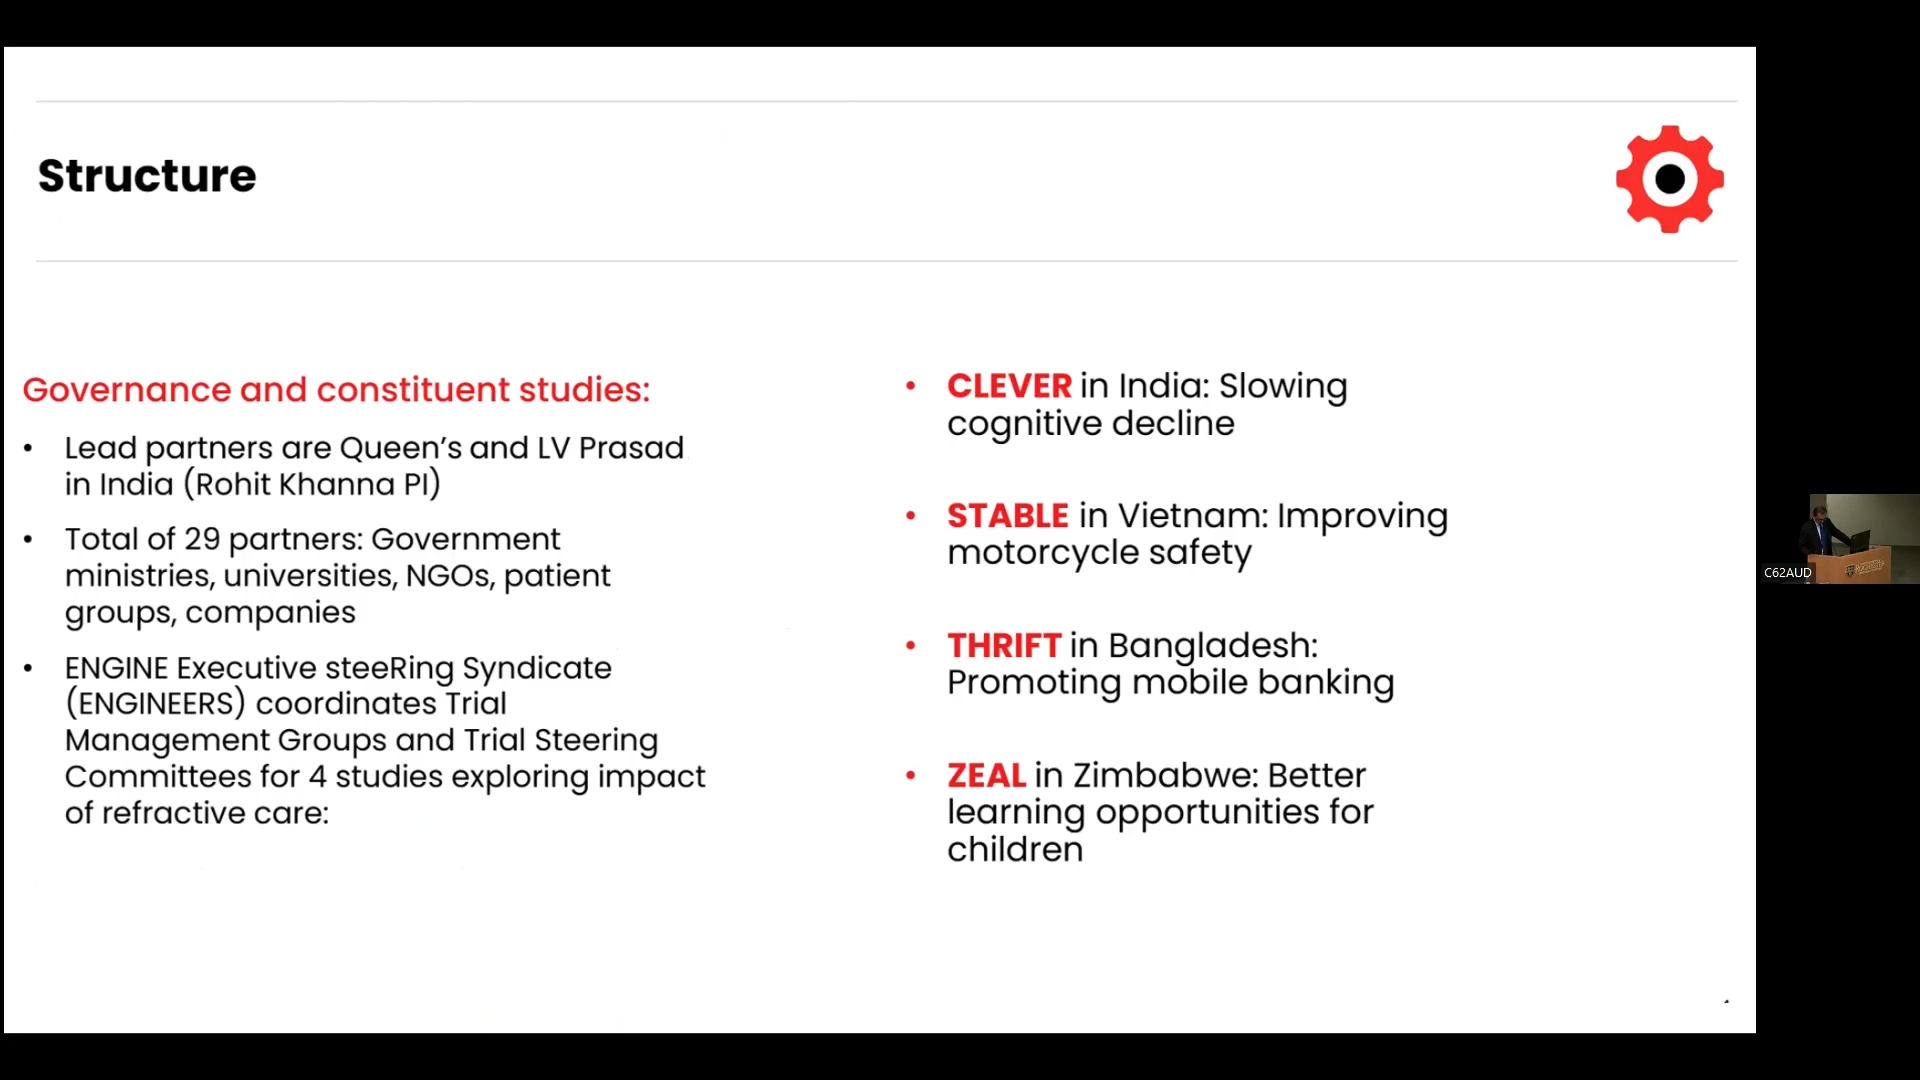 Structure
Governance and constituent studies:
• Lead partners are Queen's and LV Prasad
in India (Rohit Khanna PI)
• Total of 29 partners: Government
ministries, universities, NGOs, patient
groups, companies
• ENGINE Executive steeRing Syndicate
(ENGINEERS) coordinates Trial
Management Groups and Trial Steering
Committees for 4 studies exploring impact
of refractive care:
• CLEVER in India: Slowing
cognitive decline
• STABLE in Vietnam: Improving
motorcycle safety
• THRIFT in Bangladesh:
Promoting mobile banking
• ZEAL in Zimbabwe: Better
learning opportunities for
children
C62AUD
ROCHESTER